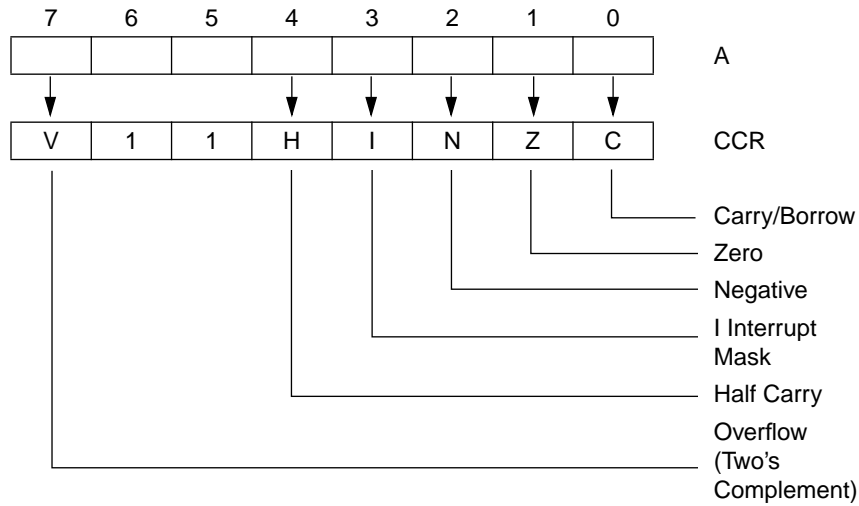 7 6 5 4 3 2 1 0
A
V 1 1 H I N Z C
CCR
Carry/Borrow
Zero
Negative
I Interrupt
Mask
Half Carry
Overflow
(Two's
Complement)